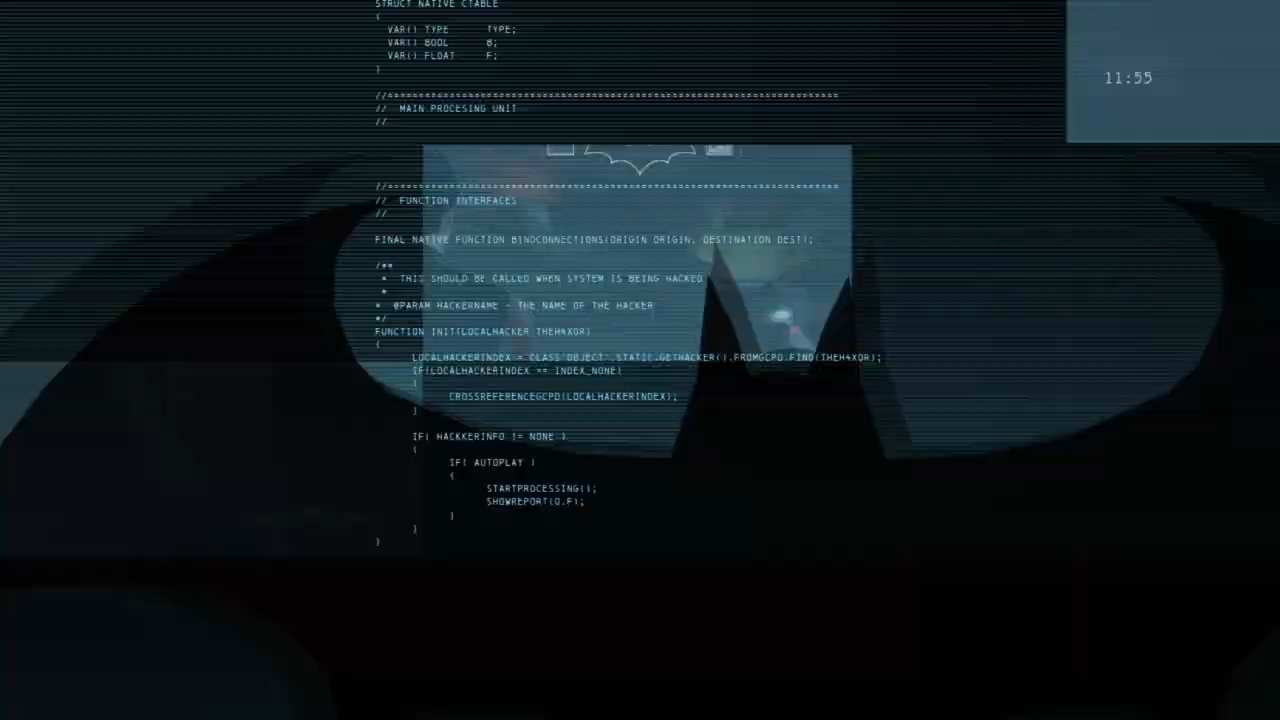 STRUCT NATIVE CTABLE
{
VAR() TYPE TYPE;
VAR() BOOL B;
VAR() FLOAT F;
}
11:55
//==========================================================================
// MAIN PROCESING UNIT
//
//==========================================================================
// FUNCTION INTERFACES
//
FINAL NATIVE FUNCTION BINDCONNECTIONS(ORIGIN ORIGIN, DESTINATION DEST);
/**
* THIS SHOULD BE CALLED WHEN SYSTEM IS BEING HACKED
*
* @PARAM HACKERNAME - THE NAME OF THE HACKER
*/
FUNCTION INIT(LOCALHACKER THEH4X0R)
{
LOCALHACKERINDEX = CLASS'OBJECT'.STATIC.GETHACKER().FROMGCPD.FIND(THEH4X0R);
IF(LOCALHACKERINDEX == INDEX_NONE)
{
CROSSREFERENCEGCPD(LOCALHACKERINDEX);
}
IF( HACKKERINFO != NONE )
{
IF( AUTOPLAY )
{
STARTPROCESSING();
SHOWREPORT(0.F);
}
}
}